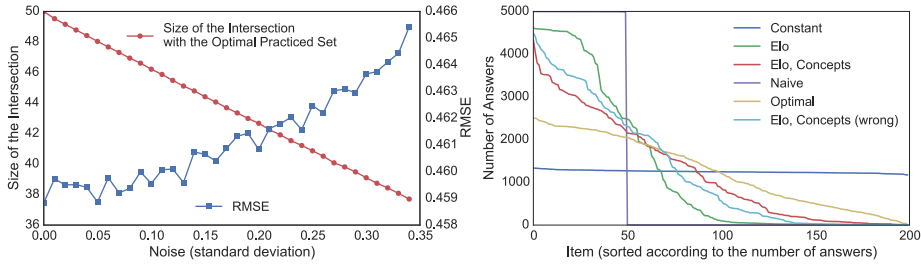 Size of the Intersection
50
48
46
44
42
40
38
36
0.00
0.05
0.10
0.15
0.20
0.25
0.30
0.35
Noise (standard deviation)
Size of the Intersection
with the Optimal Practiced Set
RMSE
0.466
0.465
0.464
0.463
0.462
0.461
0.460
0.459
0.458
RMSE
Number of Answers
5000
4000
3000
2000
1000
0
0
50
100
150
200
Item (sorted according to the number of answers)
Constant
Elo
Elo, Concepts
Naive
Optimal
Elo, Concepts (wrong)